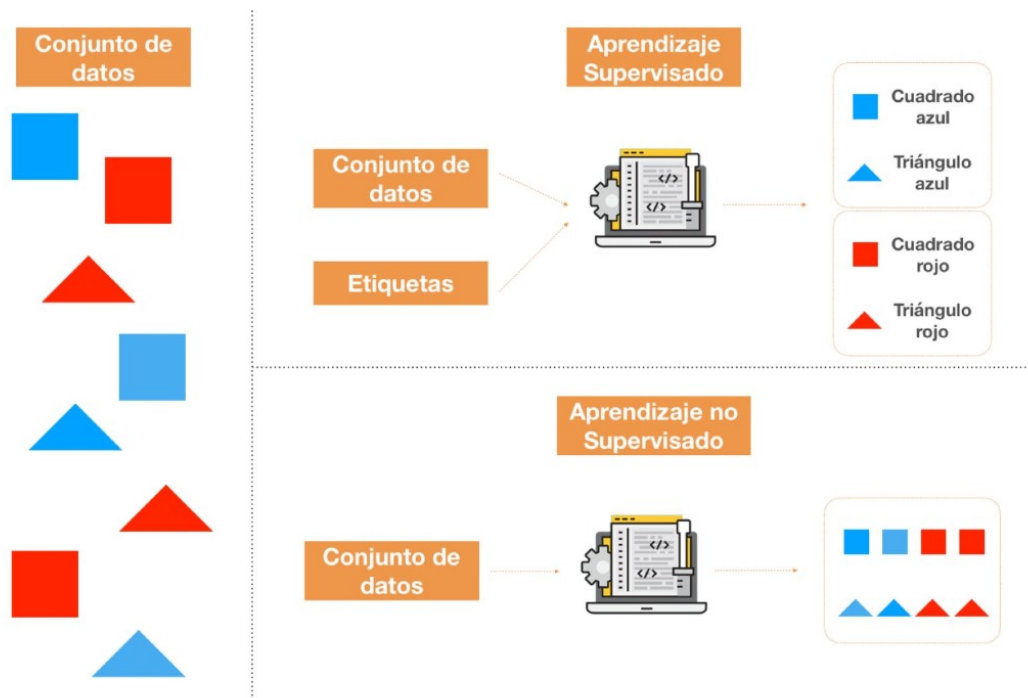 Conjunto de
datos
Aprendizaje
Supervisado
Conjunto de
datos
Etiquetas
</>
</>
Cuadrado
azul
Triángulo
azul
Cuadrado
rojo
Triángulo
rojo
Aprendizaje no
Supervisado
Conjunto de
datos
</>
</>